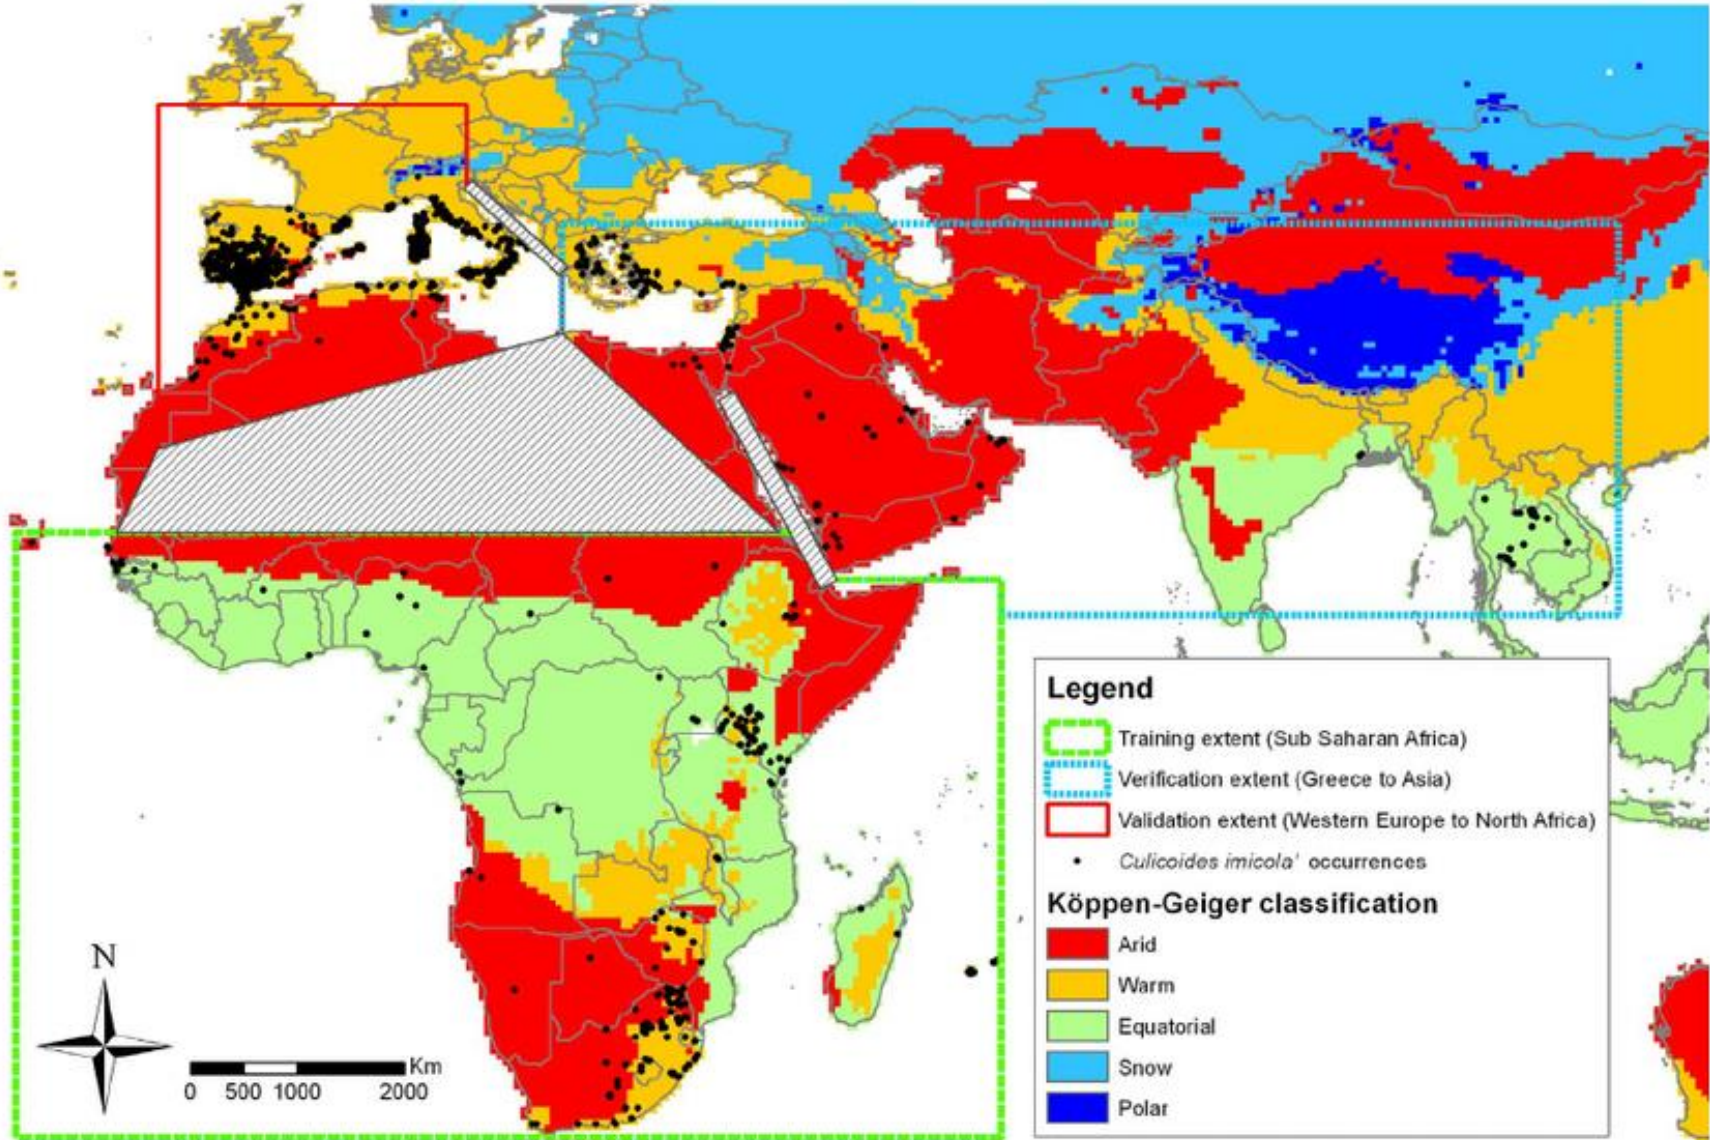 Legend
Training extent (Sub Saharan Africa)
Verification extent (Greece to Asia)
Validation extent (Western Europe to North Africa)
Culicoides imicola' occurrences
Köppen-Geiger classification
Arid
Warm
Equatorial
Snow
Polar
N
Km
0 500 1000 2000